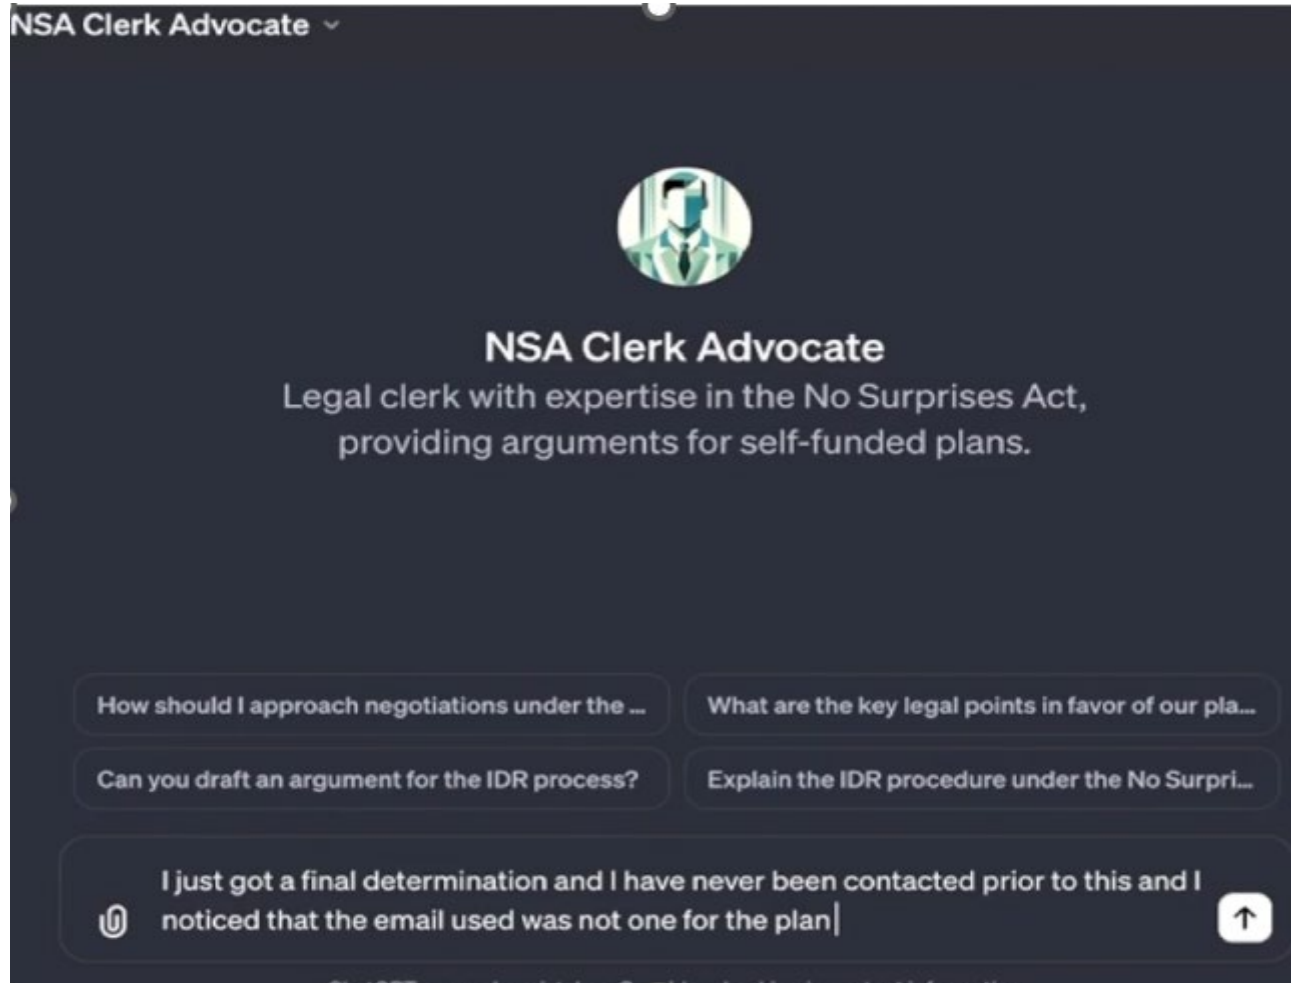 NSA Clerk Advocate
NSA Clerk Advocate
Legal clerk with expertise in the No Surprises Act,
providing arguments for self-funded plans.
How should I approach negotiations under the ...
What are the key legal points in favor of our pla...
Can you draft an argument for the IDR process?
Explain the IDR procedure under the No Surpri...
I just got a final determination and I have never been contacted prior to this and I
noticed that the email used was not one for the plan